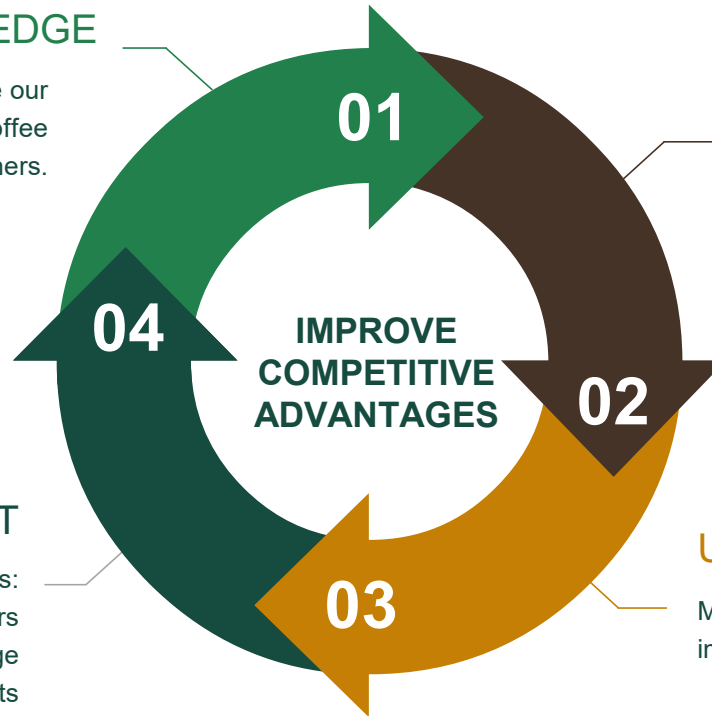 EDGE
our
offee
ners.
01
02
03
04
IMPROVE
COMPETITIVE
ADVANTAGES
T
s:
rs
ge
ts
U
M
in